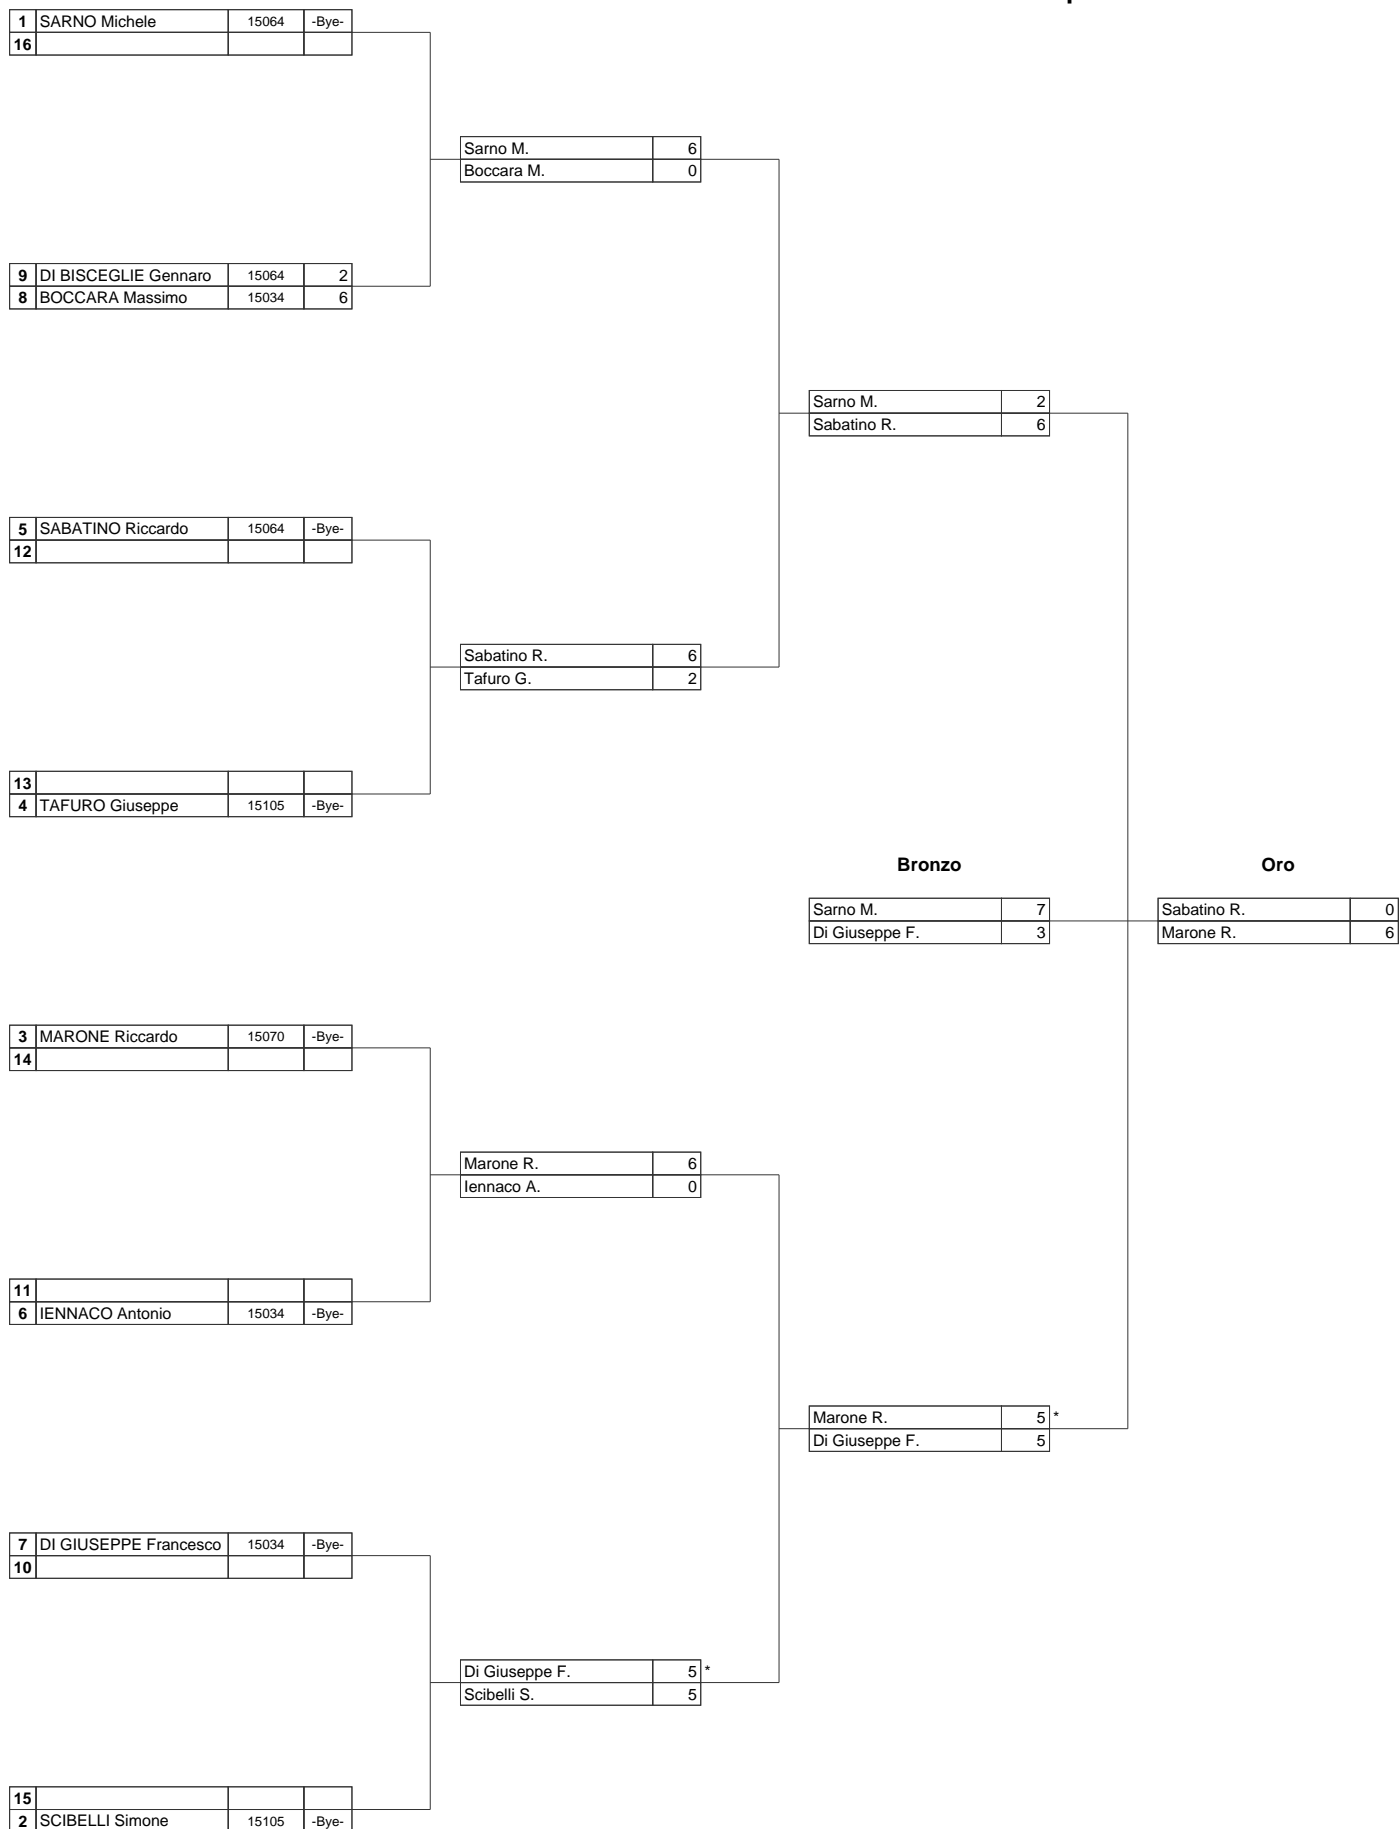 1 SARNO Michele 15064 -Bye-
16
Sarno M. 6
Boccara M. 0
9 DI BISCEGLIE Gennaro 15064 2
8 BOCCARA Massimo 15034 6
Sarno M. 2
Sabatino R. 6
5 SABATINO Riccardo 15064 -Bye-
12
Sabatino R. 6
Tafuro G. 2
13
4 TAFURO Giuseppe 15105 -Bye-
Bronzo Oro
Sarno M. 7 Sabatino R. 0
Di Giuseppe F. 3 Marone R. 6
3 MARONE Riccardo 15070 -Bye-
14
Marone R. 6
Iennaco A. 0
11
6 IENNACO Antonio 15034 -Bye-
Marone R. 5 *
Di Giuseppe F. 5
7 DI GIUSEPPE Francesco 15034 -Bye-
10
Di Giuseppe F. 5 *
Scibelli S. 5
15
2 SCIBELLI Simone 15105 -Bye-